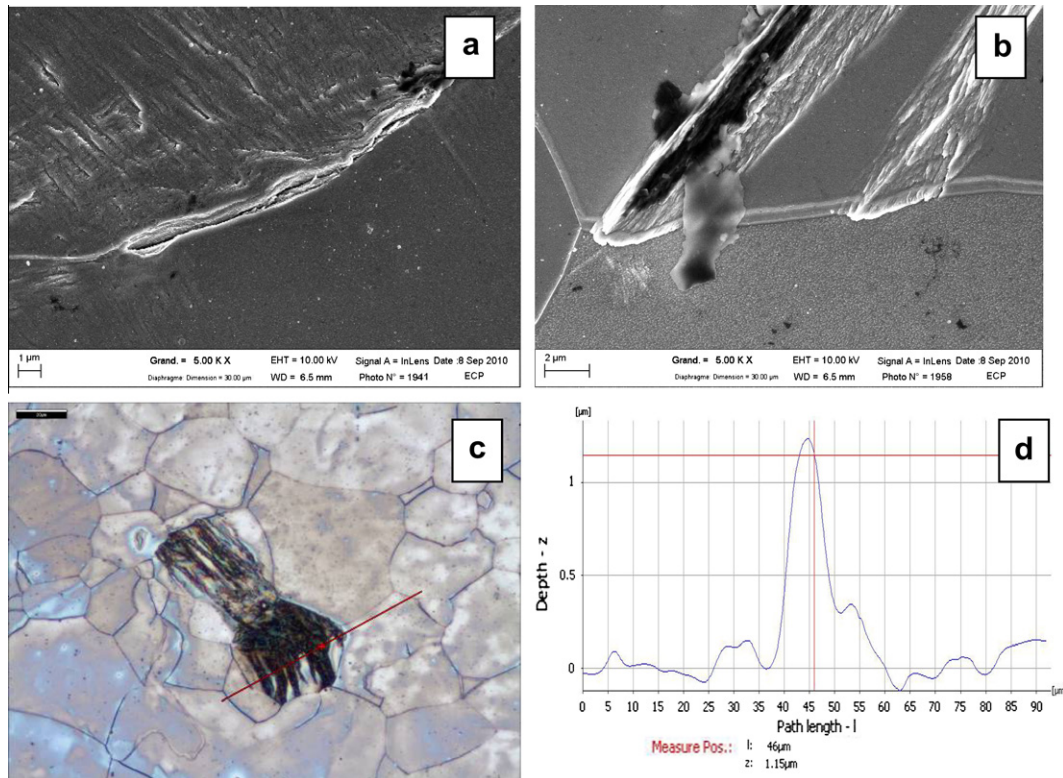 a
1 µm
Grand. = 5.00 K X
EHT = 10.00 kV
Signal A = InLens
Date :8 Sep 2010
Diaphragme: Dimension = 30.00 µm
WD = 6.5 mm
Photo N° = 1941
ECP
b
2 µm
Grand. = 5.00 K X
EHT = 10.00 kV
Signal A = InLens
Date :8 Sep 2010
Diaphragme: Dimension = 30.00 µm
WD = 6.5 mm
Photo N° = 1958
ECP
c
d
[µm]
1
0.5
0
Depth - z
0 5 10 15 20 25 30 35 40 45 50 55 60 65 70 75 80 85 90
[µm]
Path length - l
Measure Pos.: l: 46µm
z: 1.15µm